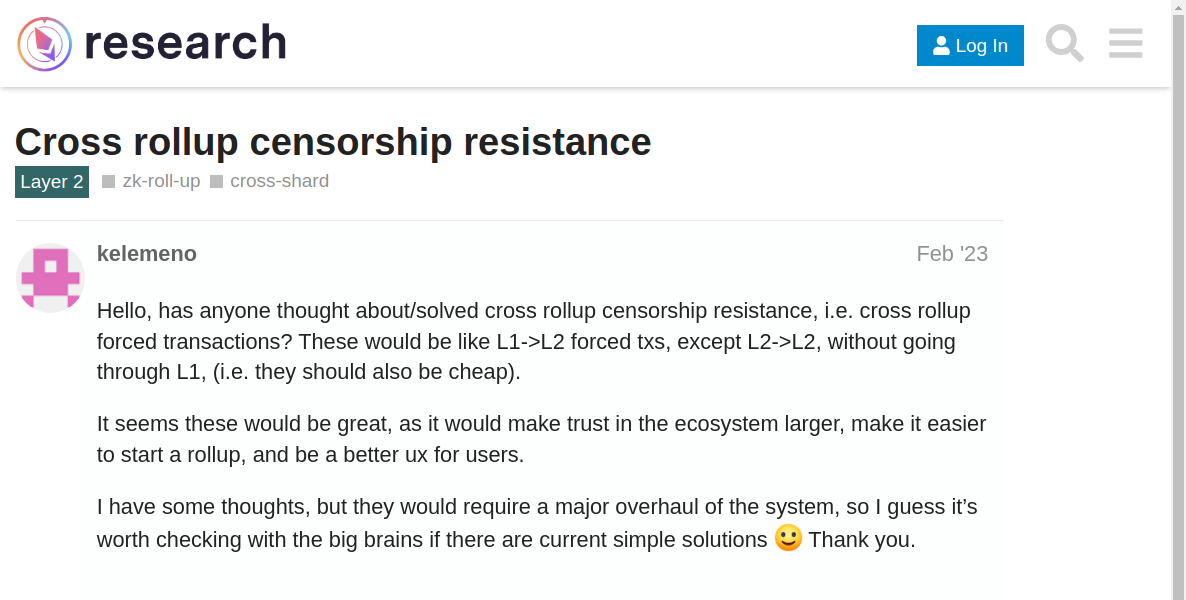 research
Log In
Cross rollup censorship resistance
Layer 2 zk-roll-up cross-shard
kelemeno Feb '23
Hello, has anyone thought about/solved cross rollup censorship resistance, i.e. cross rollup
forced transactions? These would be like L1->L2 forced txs, except L2->L2, without going
through L1, (i.e. they should also be cheap).
It seems these would be great, as it would make trust in the ecosystem larger, make it easier
to start a rollup, and be a better ux for users.
I have some thoughts, but they would require a major overhaul of the system, so I guess it’s
worth checking with the big brains if there are current simple solutions 🙂 Thank you.